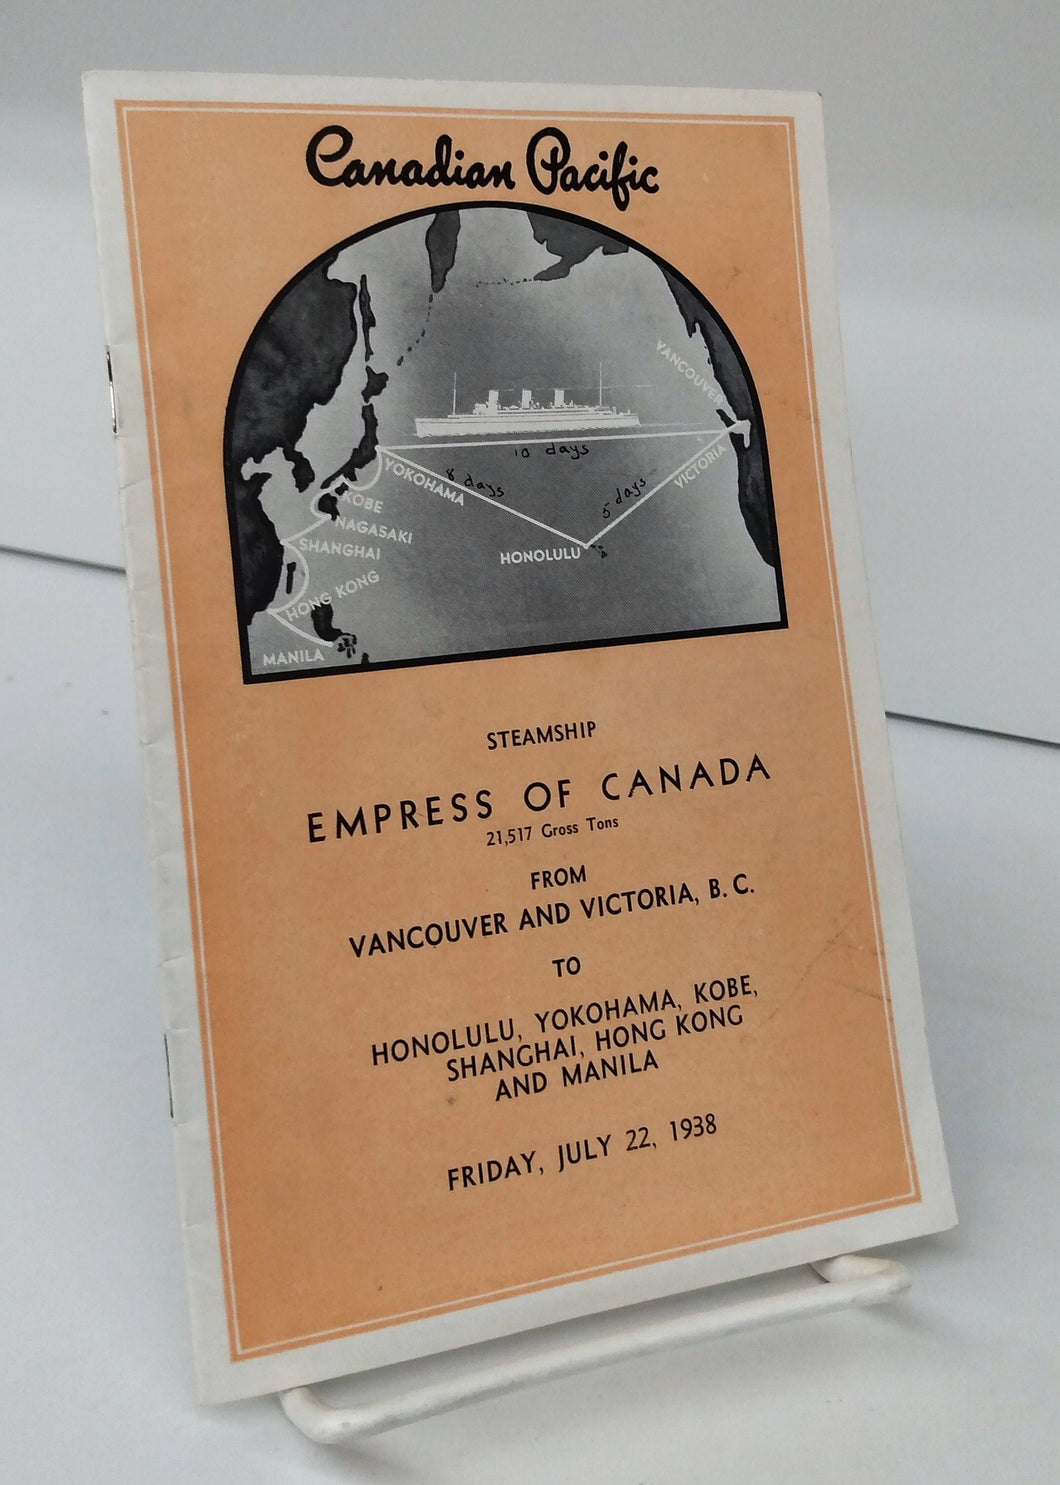 Canadian Pacific
VANCOUVER
10 days
VICTORIA
YOKOHAMA
8 days
5 days
KOBE
NAGASAKI
SHANGHAI
HONOLULU
HONG KONG
MANILA
STEAMSHIP
EMPRESS OF CANADA
21,517 Gross Tons
FROM
VANCOUVER AND VICTORIA, B. C.
TO
HONOLULU, YOKOHAMA, KOBE,
SHANGHAI, HONG KONG
AND MANILA
FRIDAY, JULY 22, 1938